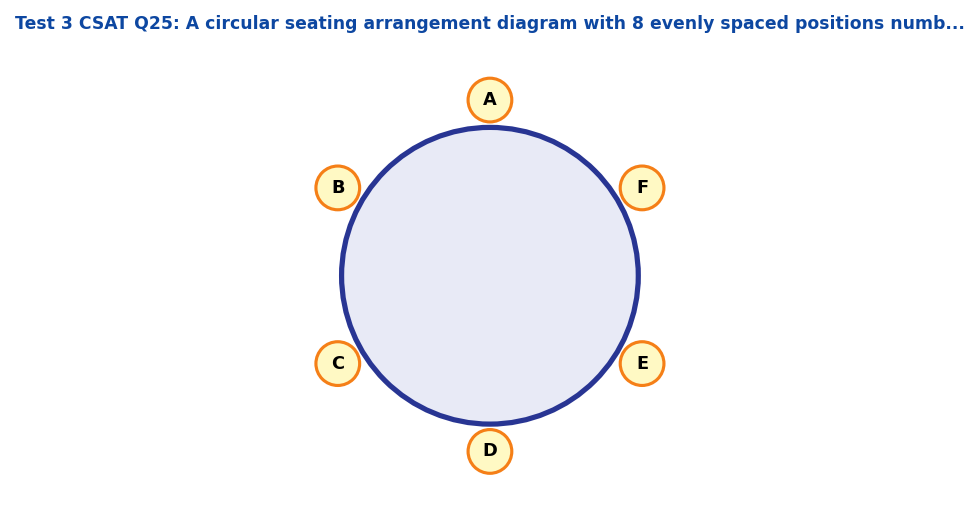 Test 3 CSAT Q25: A circular seating arrangement diagram with 8 evenly spaced positions numb...
A
B
F
C
E
D